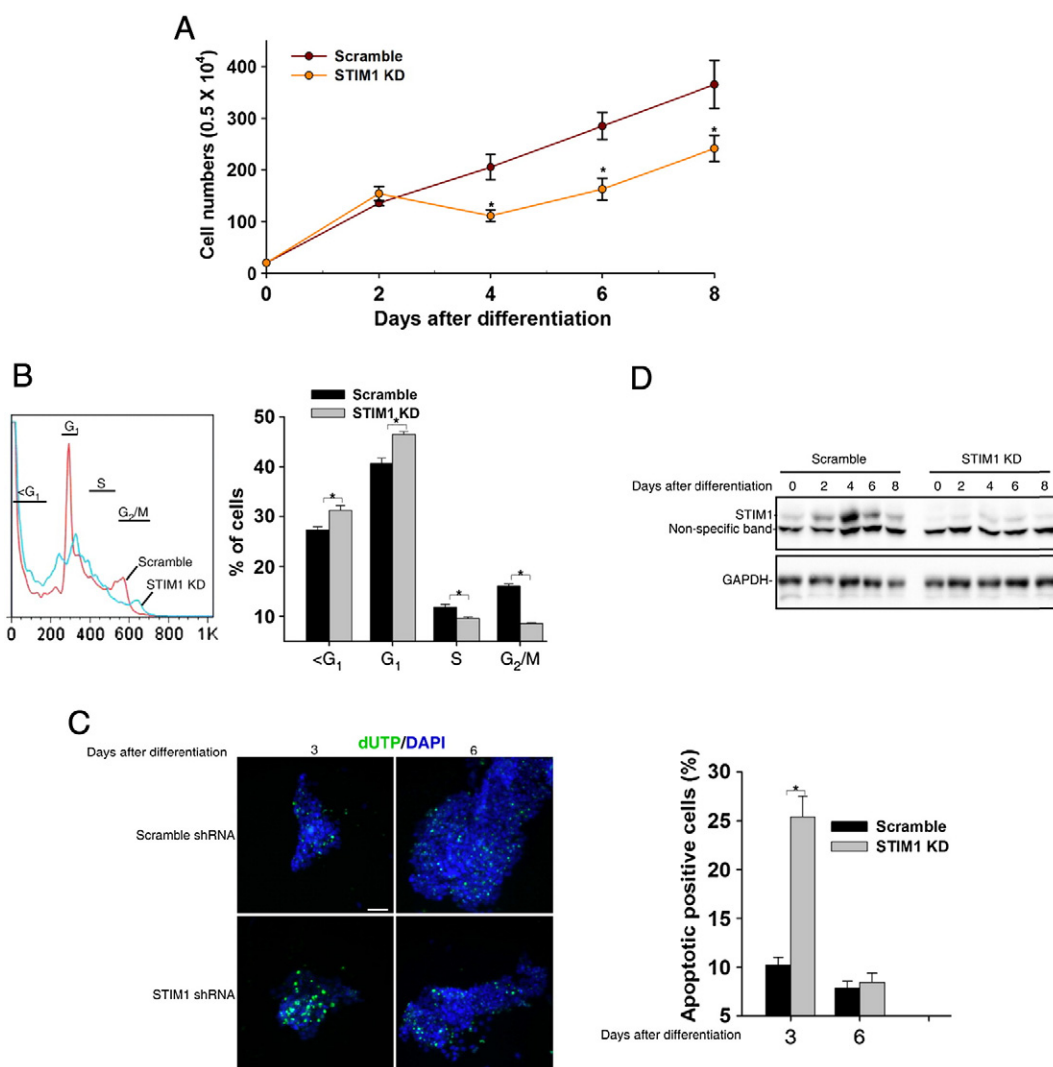 A
Scramble
STIM1 KD
Cell numbers (0.5 X 10⁴)
400
300
200
100
0
0 2 4 6 8
Days after differentiation
B
G₁
<G₁
S
G₂/M
Scramble
STIM1 KD
0 200 400 600 800 1K
Scramble
STIM1 KD
% of cells
50
40
30
20
10
* * * *
<G₁ G₁ S G₂/M
D
Scramble STIM1 KD
Days after differentiation 0 2 4 6 8 0 2 4 6 8
STIM1-
Non-specific band-
GAPDH-
C
dUTP/DAPI
Days after differentiation 3 6
Scramble shRNA
STIM1 shRNA
Apoptotic positive cells (%)
30
25
20
15
10
5
*
Scramble
STIM1 KD
Days after differentiation 3 6